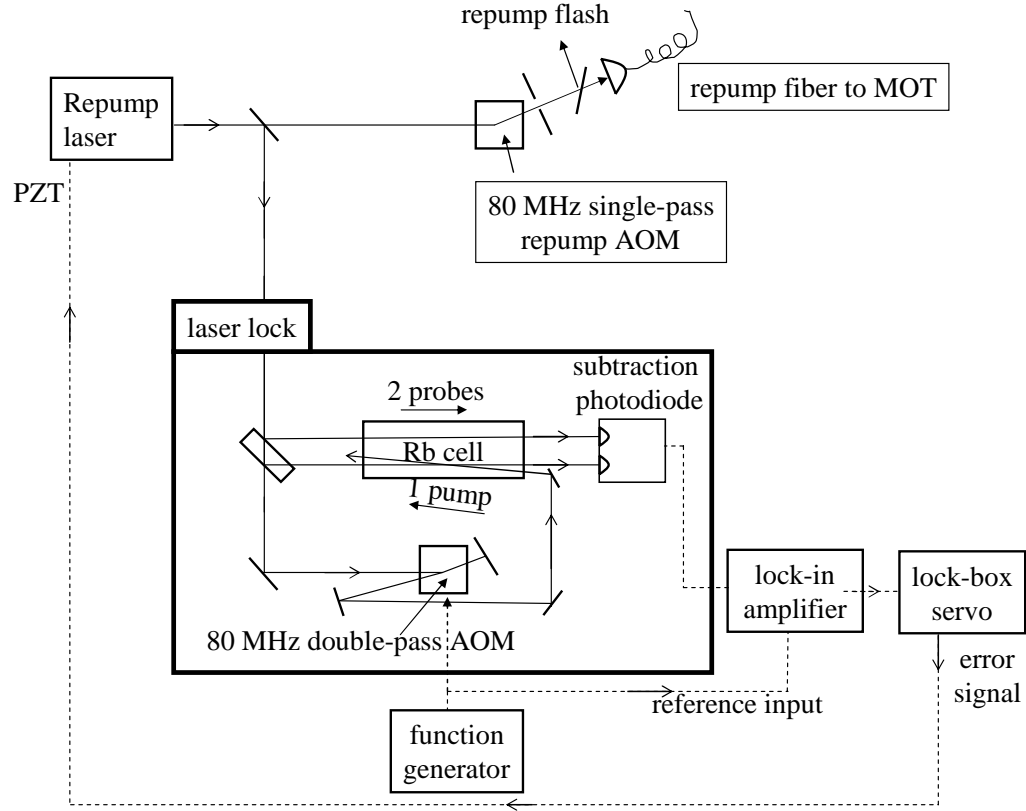 repump flash
Repump
laser
repump fiber to MOT
PZT
80 MHz single-pass
repump AOM
laser lock
subtraction
photodiode
2 probes
Rb cell
1 pump
80 MHz double-pass AOM
lock-in
amplifier
lock-box
servo
error
signal
reference input
function
generator